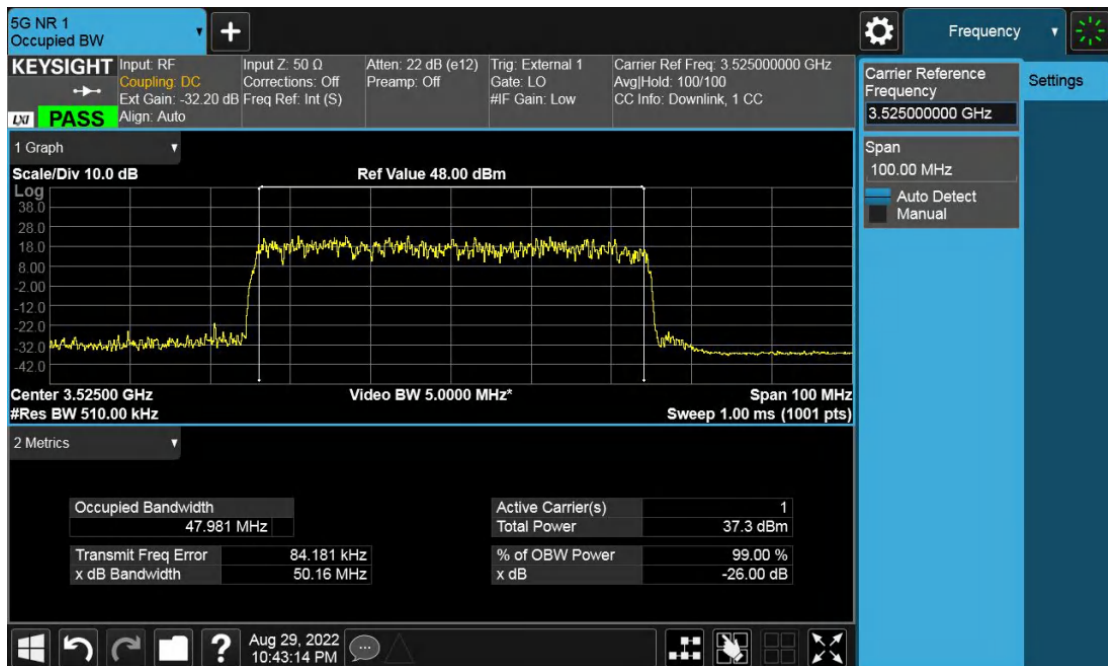 5G NR 1
Occupied BW
+
Frequency
KEYSIGHT
LXI PASS
Input: RF
Coupling: DC
Ext Gain: -32.20 dB
Align: Auto
Input Z: 50 Ω
Corrections: Off
Freq Ref: Int (S)
Atten: 22 dB (e12)
Preamp: Off
Trig: External 1
Gate: LO
#IF Gain: Low
Carrier Ref Freq: 3.525000000 GHz
Avg|Hold: 100/100
CC Info: Downlink, 1 CC
Carrier Reference
Frequency
3.525000000 GHz
Span
100.00 MHz
Auto Detect
Manual
Settings
1 Graph
Scale/Div 10.0 dB
Ref Value 48.00 dBm
Log
38.0
28.0
18.0
8.00
-2.00
-12.0
-22.0
-32.0
-42.0
Center 3.52500 GHz
Video BW 5.0000 MHz*
Span 100 MHz
#Res BW 510.00 kHz
Sweep 1.00 ms (1001 pts)
2 Metrics
Occupied Bandwidth
47.981 MHz
Transmit Freq Error 84.181 kHz
x dB Bandwidth 50.16 MHz
Active Carrier(s) 1
Total Power 37.3 dBm
% of OBW Power 99.00 %
x dB -26.00 dB
?
Aug 29, 2022
10:43:14 PM